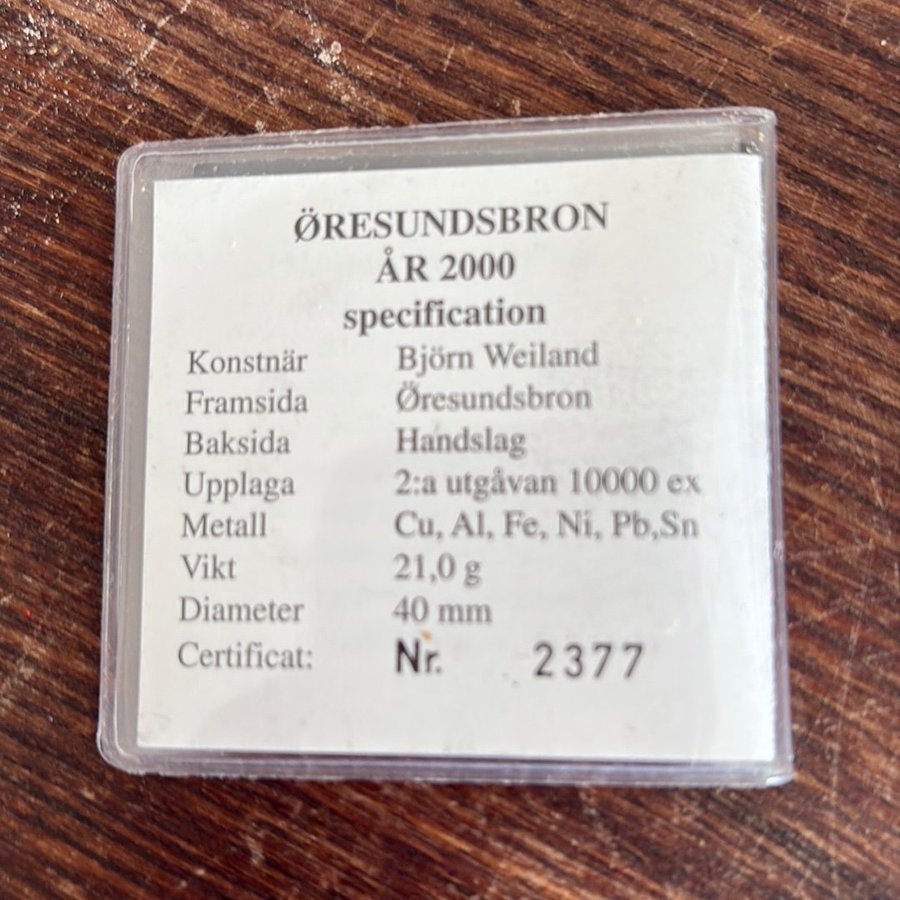 ØRESUNDSBRON
ÅR 2000
specification
Konstnär Björn Weiland
Framsida Øresundsbron
Baksida Handslag
Upplaga 2:a utgåvan 10000 ex
Metall Cu, Al, Fe, Ni, Pb,Sn
Vikt 21,0 g
Diameter 40 mm
Certificat: Nr. 2377